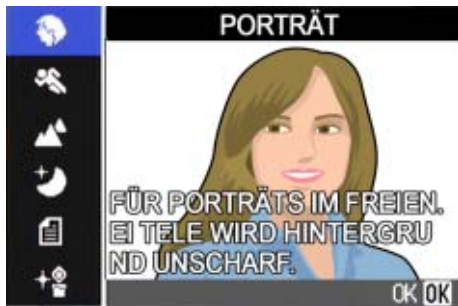 PORTRÄT
FÜR PORTRÄTS IM FREIEN.
EI TELE WIRD HINTERGRU
ND UNSCHARF.
OK OK